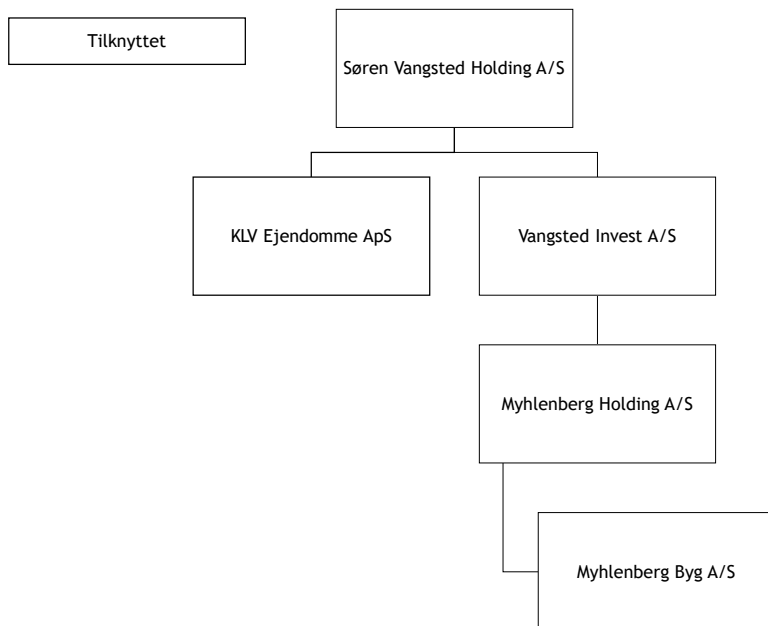 Tilknyttet
Søren Vangsted Holding A/S
KLV Ejendomme ApS
Vangsted Invest A/S
Myhlenberg Holding A/S
Myhlenberg Byg A/S